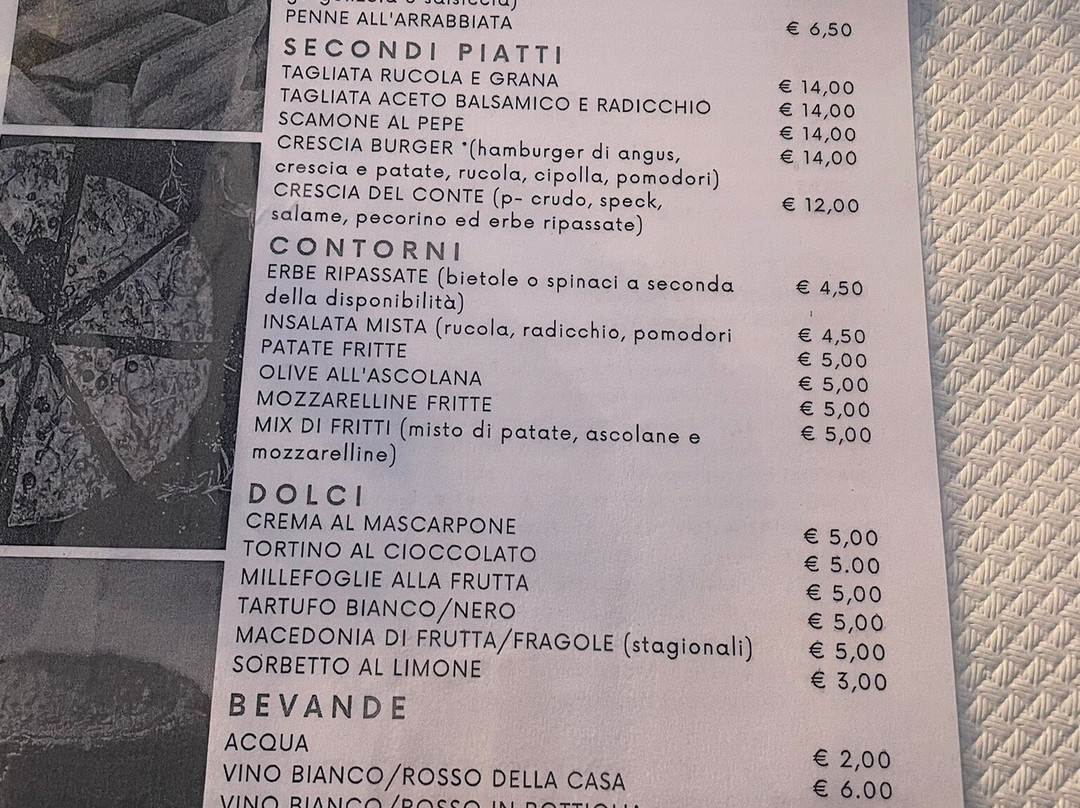 PENNE ALL'ARRABBIATA € 6,50
SECONDI PIATTI
TAGLIATA RUCOLA E GRANA € 14,00
TAGLIATA ACETO BALSAMICO E RADICCHIO € 14,00
SCAMONE AL PEPE € 14,00
CRESCIA BURGER *(hamburger di angus, € 14,00
crescia e patate, rucola, cipolla, pomodori)
CRESCIA DEL CONTE (p- crudo, speck, € 12,00
salame, pecorino ed erbe ripassate)
CONTORNI
ERBE RIPASSATE (bietole o spinaci a seconda € 4,50
della disponibilità)
INSALATA MISTA (rucola, radicchio, pomodori € 4,50
PATATE FRITTE € 5,00
OLIVE ALL'ASCOLANA € 5,00
MOZZARELLINE FRITTE € 5,00
MIX DI FRITTI (misto di patate, ascolane e € 5,00
mozzarelline)
DOLCI
CREMA AL MASCARPONE € 5,00
TORTINO AL CIOCCOLATO € 5.00
MILLEFOGLIE ALLA FRUTTA € 5,00
TARTUFO BIANCO/NERO € 5,00
MACEDONIA DI FRUTTA/FRAGOLE (stagionali) € 5,00
SORBETTO AL LIMONE € 3,00
BEVANDE
ACQUA € 2,00
VINO BIANCO/ROSSO DELLA CASA € 6.00
VINO BIANCO/ROSSO IN BOTTIGLIA